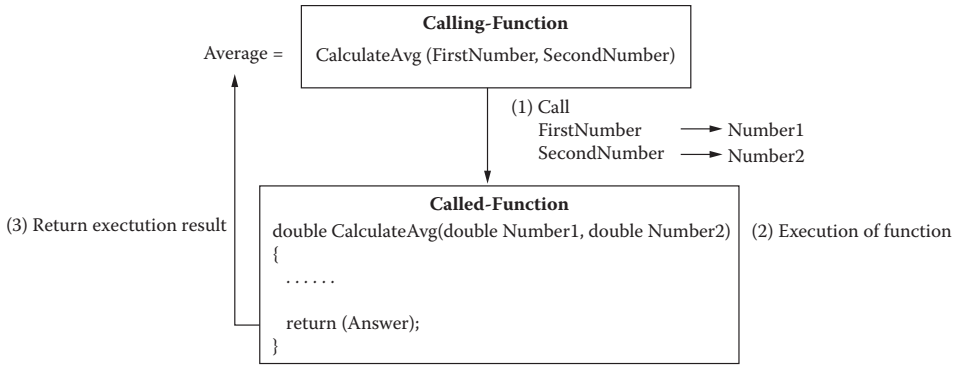 Calling-Function
Average =
CalculateAvg (FirstNumber, SecondNumber)
(1) Call
FirstNumber
Number1
SecondNumber
Number2
Called-Function
(3) Return exectution result
double CalculateAvg(double Number1, double Number2)
(2) Execution of function
{
. . . . . .
return (Answer);
}